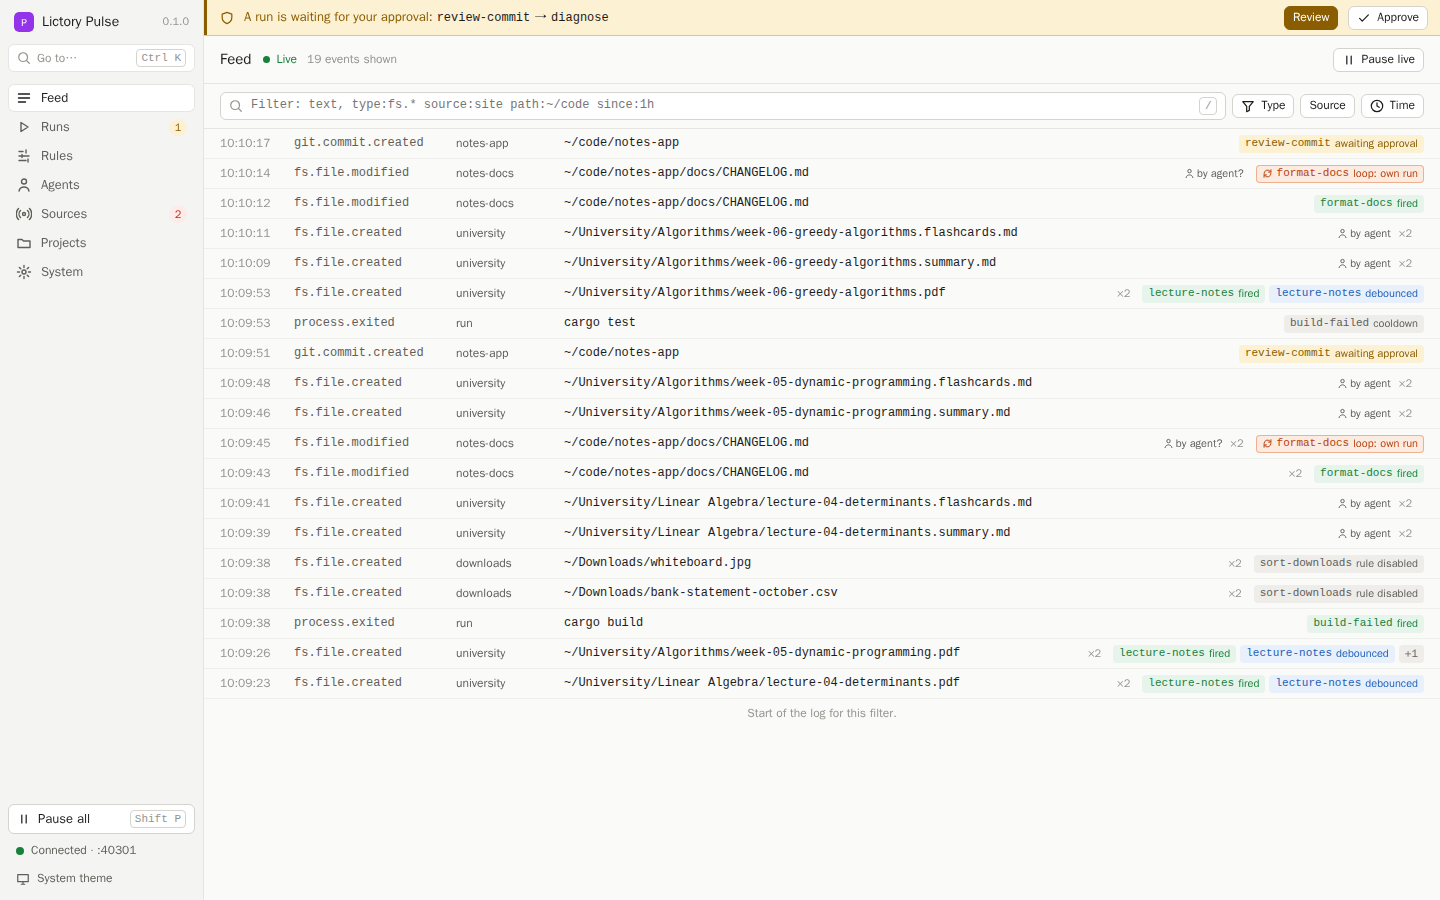 P Lictory Pulse 0.1.0
Go to··· Ctrl K
Feed
Runs 1
Rules
Agents
Sources 2
Projects
System
Pause all Shift P
Connected · :40301
System theme
A run is waiting for your approval: review-commit → diagnose
Review
Approve
Feed Live 19 events shown
Pause live
Filter: text, type:fs.* source:site path:~/code since:1h /
Type
Source
Time
10:10:17 git.commit.created notes-app ~/code/notes-app review-commit awaiting approval
10:10:14 fs.file.modified notes-docs ~/code/notes-app/docs/CHANGELOG.md by agent? format-docs loop: own run
10:10:12 fs.file.modified notes-docs ~/code/notes-app/docs/CHANGELOG.md format-docs fired
10:10:11 fs.file.created university ~/University/Algorithms/week-06-greedy-algorithms.flashcards.md by agent ×2
10:10:09 fs.file.created university ~/University/Algorithms/week-06-greedy-algorithms.summary.md by agent ×2
10:09:53 fs.file.created university ~/University/Algorithms/week-06-greedy-algorithms.pdf ×2 lecture-notes fired lecture-notes debounced
10:09:53 process.exited run cargo test build-failed cooldown
10:09:51 git.commit.created notes-app ~/code/notes-app review-commit awaiting approval
10:09:48 fs.file.created university ~/University/Algorithms/week-05-dynamic-programming.flashcards.md by agent ×2
10:09:46 fs.file.created university ~/University/Algorithms/week-05-dynamic-programming.summary.md by agent ×2
10:09:45 fs.file.modified notes-docs ~/code/notes-app/docs/CHANGELOG.md by agent? ×2 format-docs loop: own run
10:09:43 fs.file.modified notes-docs ~/code/notes-app/docs/CHANGELOG.md ×2 format-docs fired
10:09:41 fs.file.created university ~/University/Linear Algebra/lecture-04-determinants.flashcards.md by agent ×2
10:09:39 fs.file.created university ~/University/Linear Algebra/lecture-04-determinants.summary.md by agent ×2
10:09:38 fs.file.created downloads ~/Downloads/whiteboard.jpg ×2 sort-downloads rule disabled
10:09:38 fs.file.created downloads ~/Downloads/bank-statement-october.csv ×2 sort-downloads rule disabled
10:09:38 process.exited run cargo build build-failed fired
10:09:26 fs.file.created university ~/University/Algorithms/week-05-dynamic-programming.pdf ×2 lecture-notes fired lecture-notes debounced +1
10:09:23 fs.file.created university ~/University/Linear Algebra/lecture-04-determinants.pdf ×2 lecture-notes fired lecture-notes debounced
Start of the log for this filter.